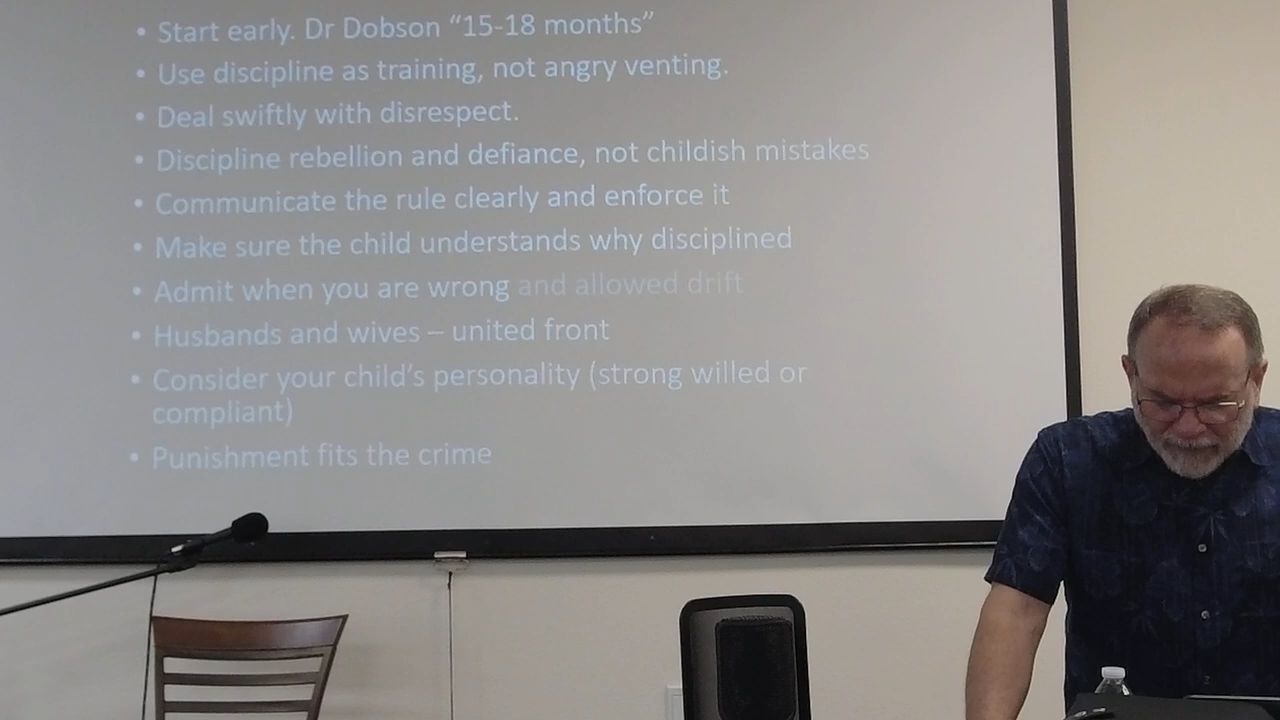 • Start early. Dr Dobson “15-18 months”
• Use discipline as training, not angry venting.
• Deal swiftly with disrespect.
• Discipline rebellion and defiance, not childish mistakes
• Communicate the rule clearly and enforce it
• Make sure the child understands why disciplined
• Admit when you are wrong and allowed drift
• Husbands and wives – united front
• Consider your child’s personality (strong willed or
compliant)
• Punishment fits the crime